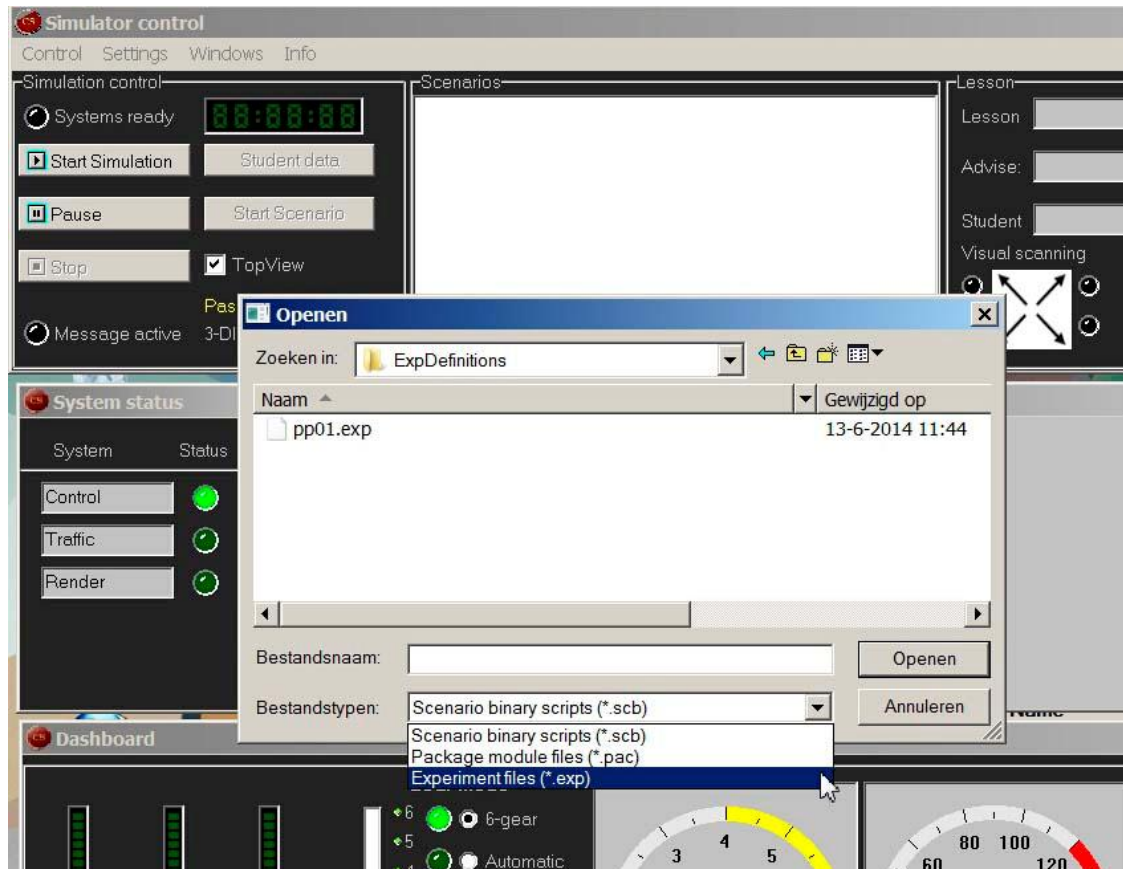 Simulator control
Control Settings Windows Info
Simulation control
Systems ready
88:88:88
Start Simulation
Student data
Pause
Start Scenario
Stop
TopView
Pas
Message active
3-DI
Scenarios
Lesson
Lesson
Advise:
Student
Visual scanning
Openen
Zoeken in:
ExpDefinitions
Naam
Gewijzigd op
pp01.exp
13-6-2014 11:44
Bestandsnaam:
Openen
Bestandstypen:
Scenario binary scripts (*.scb)
Annuleren
Scenario binary scripts (*.scb)
Package module files (*.pac)
Experiment files (*.exp)
System status
System Status
Control
Traffic
Render
Name
Dashboard
6
6-gear
5
Automatic
3 4 5
60 80 100 120